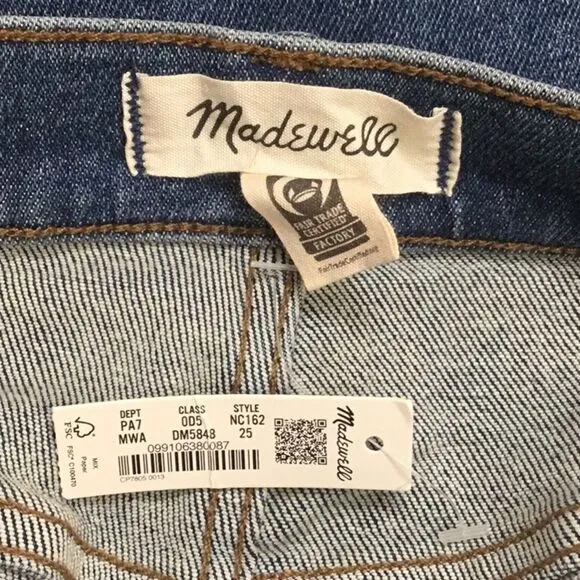 Madewell
FAIR TRADE
CERTIFIED
FACTORY
FairTradeCertified.org
DEPT CLASS STYLE
PA7 0D5 NC162
MWA DM5848 25
099106380087
CP7805 0013
Madewell
FSC
FSC® C100470
Paper
MIX